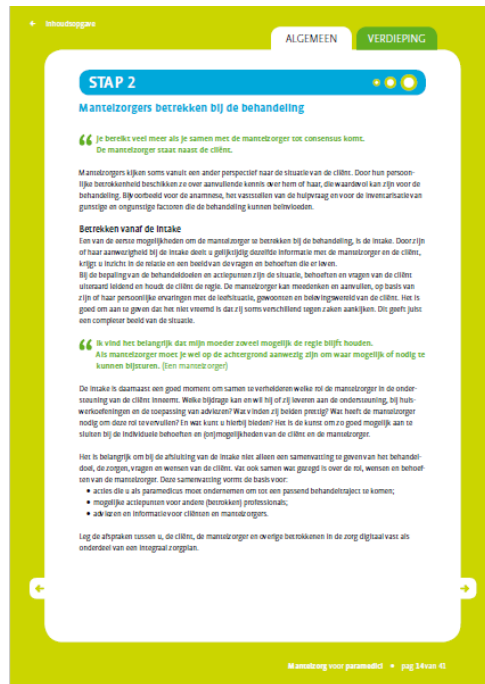 ← Inhoudsopgave
ALGEMEEN
VERDIEPING
STAP 2
Mantelzorgers betrekken bij de behandeling
“ Je bereikt veel meer als je samen met de mantelzorger tot consensus komt.
De mantelzorger staat naast de cliënt.
Mantelzorgers kijken soms vanuit een ander perspectief naar de situatie van de cliënt. Door hun persoon-
lijke betrokkenheid beschikken ze over aanvullende kennis over hem of haar, die waardevol kan zijn voor de
behandeling. Bijvoorbeeld voor de anamnese, het vaststellen van de hulpvraag en voor de inventarisatie van
gunstige en ongunstige factoren die de behandeling kunnen beïnvloeden.
Betrekken vanaf de intake
Een van de eerste mogelijkheden om de mantelzorger te betrekken bij de behandeling, is de intake. Door zijn
of haar aanwezigheid bij de intake deelt u gelijktijdig dezelfde informatie met de mantelzorger en de cliënt,
krijgt u inzicht in de relatie en een beeld van de vragen en behoeften die er leven.
Bij de bepaling van de behandeldoelen en actiepunten zijn de situatie, behoeften en vragen van de cliënt
uiteraard leidend en houdt de cliënt de regie. De mantelzorger kan meedenken en aanvullen, op basis van
zijn of haar persoonlijke ervaringen met de leefsituatie, gewoonten en belevingswereld van de cliënt. Het is
goed om aan te geven dat het niet vreemd is dat zij soms verschillend tegen zaken aankijken. Dit geeft juist
een completer beeld van de situatie.
“ Ik vind het belangrijk dat mijn moeder zoveel mogelijk de regie blijft houden.
Als mantelzorger moet je wel op de achtergrond aanwezig zijn om waar mogelijk of nodig te
kunnen bijsturen. (Een mantelzorger)
De intake is daarnaast een goed moment om samen te verhelderen welke rol de mantelzorger in de onder-
steuning van de cliënt inneemt. Welke bijdrage kan en wil hij of zij leveren aan de ondersteuning, bij huis-
werkoefeningen en de toepassing van adviezen? Wat vinden zij beiden prettig? Wat heeft de mantelzorger
nodig om deze rol te vervullen? En wat kunt u hierbij bieden? Het is de kunst om zo goed mogelijk aan te
sluiten bij de individuele behoeften en (on)mogelijkheden van de cliënt en de mantelzorger.
Het is belangrijk om bij de afsluiting van de intake niet alleen een samenvatting te geven van het behandel-
doel, de zorgen, vragen en wensen van de cliënt. Vat ook samen wat gezegd is over de rol, wensen en behoef-
ten van de mantelzorger. Deze samenvatting vormt de basis voor:
• acties die u als paramedicus moet ondernemen om tot een passend behandeltraject te komen;
• mogelijke actiepunten voor andere (betrokken) professionals;
• adviezen en informatie voor cliënten en mantelzorgers.
Leg de afspraken tussen u, de cliënt, de mantelzorger en overige betrokkenen in de zorg digitaal vast als
onderdeel van een integraal zorgplan.
Mantelzorg voor paramedici • pag 14 van 41